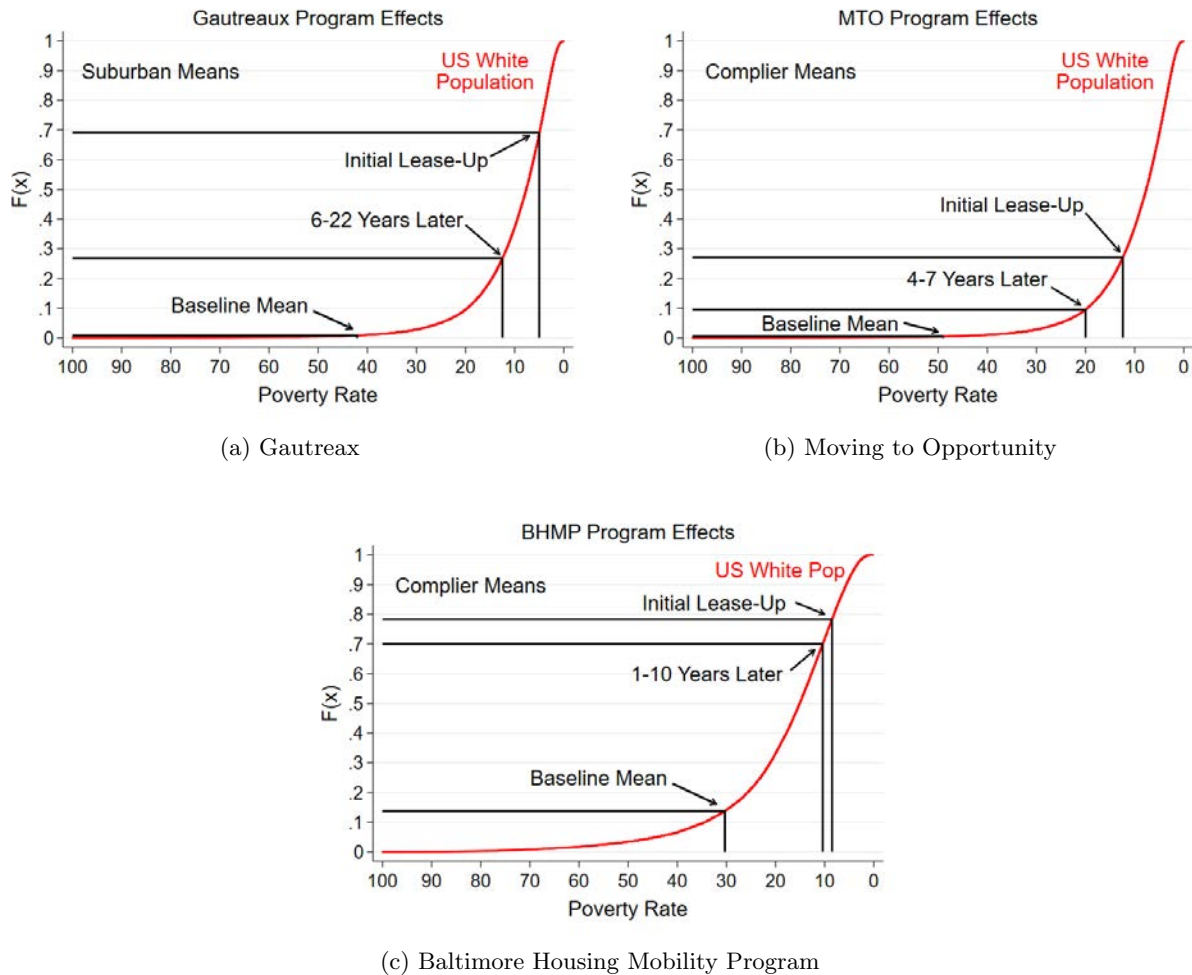 Gautreaux Program Effects
1
.9
.8
.7
.6
.5
.4
.3
.2
.1
0
F(x)
Suburban Means
US White
Population
Initial Lease-Up
6-22 Years Later
Baseline Mean
100 90 80 70 60 50 40 30 20 10 0
Poverty Rate
(a) Gautreax
MTO Program Effects
1
.9
.8
.7
.6
.5
.4
.3
.2
.1
0
F(x)
Complier Means
US White
Population
Initial Lease-Up
4-7 Years Later
Baseline Mean
100 90 80 70 60 50 40 30 20 10 0
Poverty Rate
(b) Moving to Opportunity
BHMP Program Effects
1
.9
.8
.7
.6
.5
.4
.3
.2
.1
0
F(x)
Complier Means
US White Pop
Initial Lease-Up
1-10 Years Later
Baseline Mean
100 90 80 70 60 50 40 30 20 10 0
Poverty Rate
(c) Baltimore Housing Mobility Program